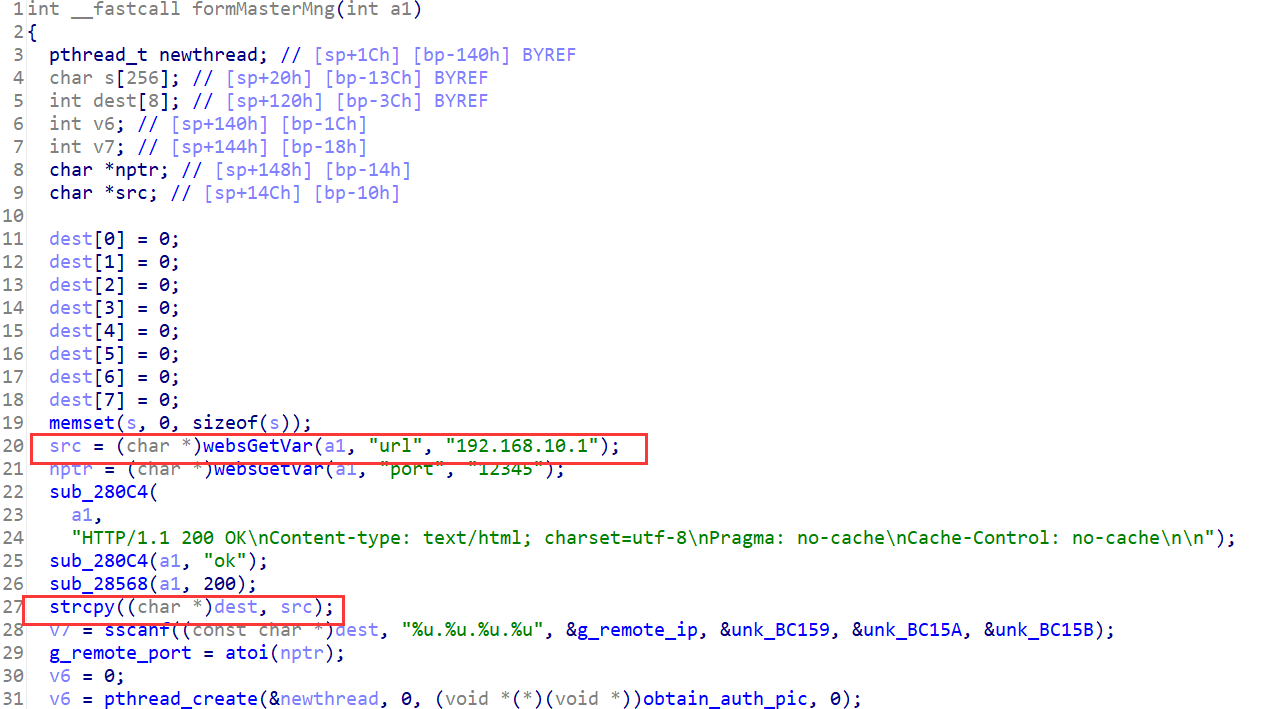 1 int __fastcall formMasterMng(int a1)
2 {
3 pthread_t newthread; // [sp+1Ch] [bp-140h] BYREF
4 char s[256]; // [sp+20h] [bp-13Ch] BYREF
5 int dest[8]; // [sp+120h] [bp-3Ch] BYREF
6 int v6; // [sp+140h] [bp-1Ch]
7 int v7; // [sp+144h] [bp-18h]
8 char *nptr; // [sp+148h] [bp-14h]
9 char *src; // [sp+14Ch] [bp-10h]
10
11 dest[0] = 0;
12 dest[1] = 0;
13 dest[2] = 0;
14 dest[3] = 0;
15 dest[4] = 0;
16 dest[5] = 0;
17 dest[6] = 0;
18 dest[7] = 0;
19 memset(s, 0, sizeof(s));
20 src = (char *)websGetVar(a1, "url", "192.168.10.1");
21 nptr = (char *)websGetVar(a1, "port", "12345");
22 sub_280C4(
23 a1,
24 "HTTP/1.1 200 OK\nContent-type: text/html; charset=utf-8\nPragma: no-cache\nCache-Control: no-cache\n\n");
25 sub_280C4(a1, "ok");
26 sub_28568(a1, 200);
27 strcpy((char *)dest, src);
28 v7 = sscanf((const char *)dest, "%u.%u.%u.%u", &g_remote_ip, &unk_BC159, &unk_BC15A, &unk_BC15B);
29 g_remote_port = atoi(nptr);
30 v6 = 0;
31 v6 = pthread_create(&newthread, 0, (void *(*)(void *))obtain_auth_pic, 0);